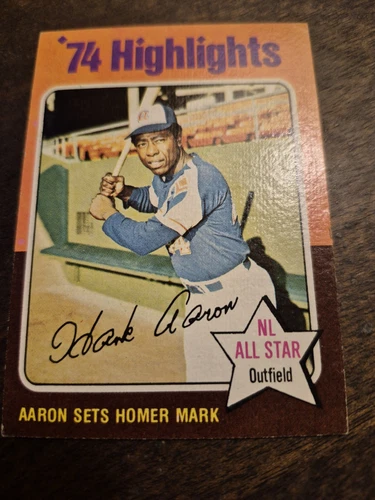 '74 Highlights
Hank Aaron
NL
ALL STAR
Outfield
AARON SETS HOMER MARK